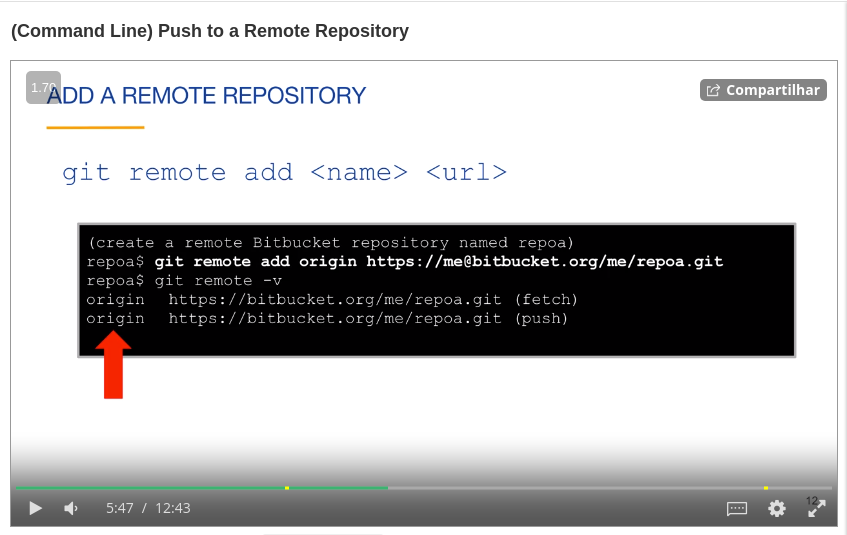 (Command Line) Push to a Remote Repository
1.70
ADD A REMOTE REPOSITORY
Compartilhar
git remote add <name> <url>
(create a remote Bitbucket repository named repoa)
repoa$ git remote add origin https://me@bitbucket.org/me/repoa.git
repoa$ git remote -v
origin https://bitbucket.org/me/repoa.git (fetch)
origin https://bitbucket.org/me/repoa.git (push)
5:47 / 12:43
12